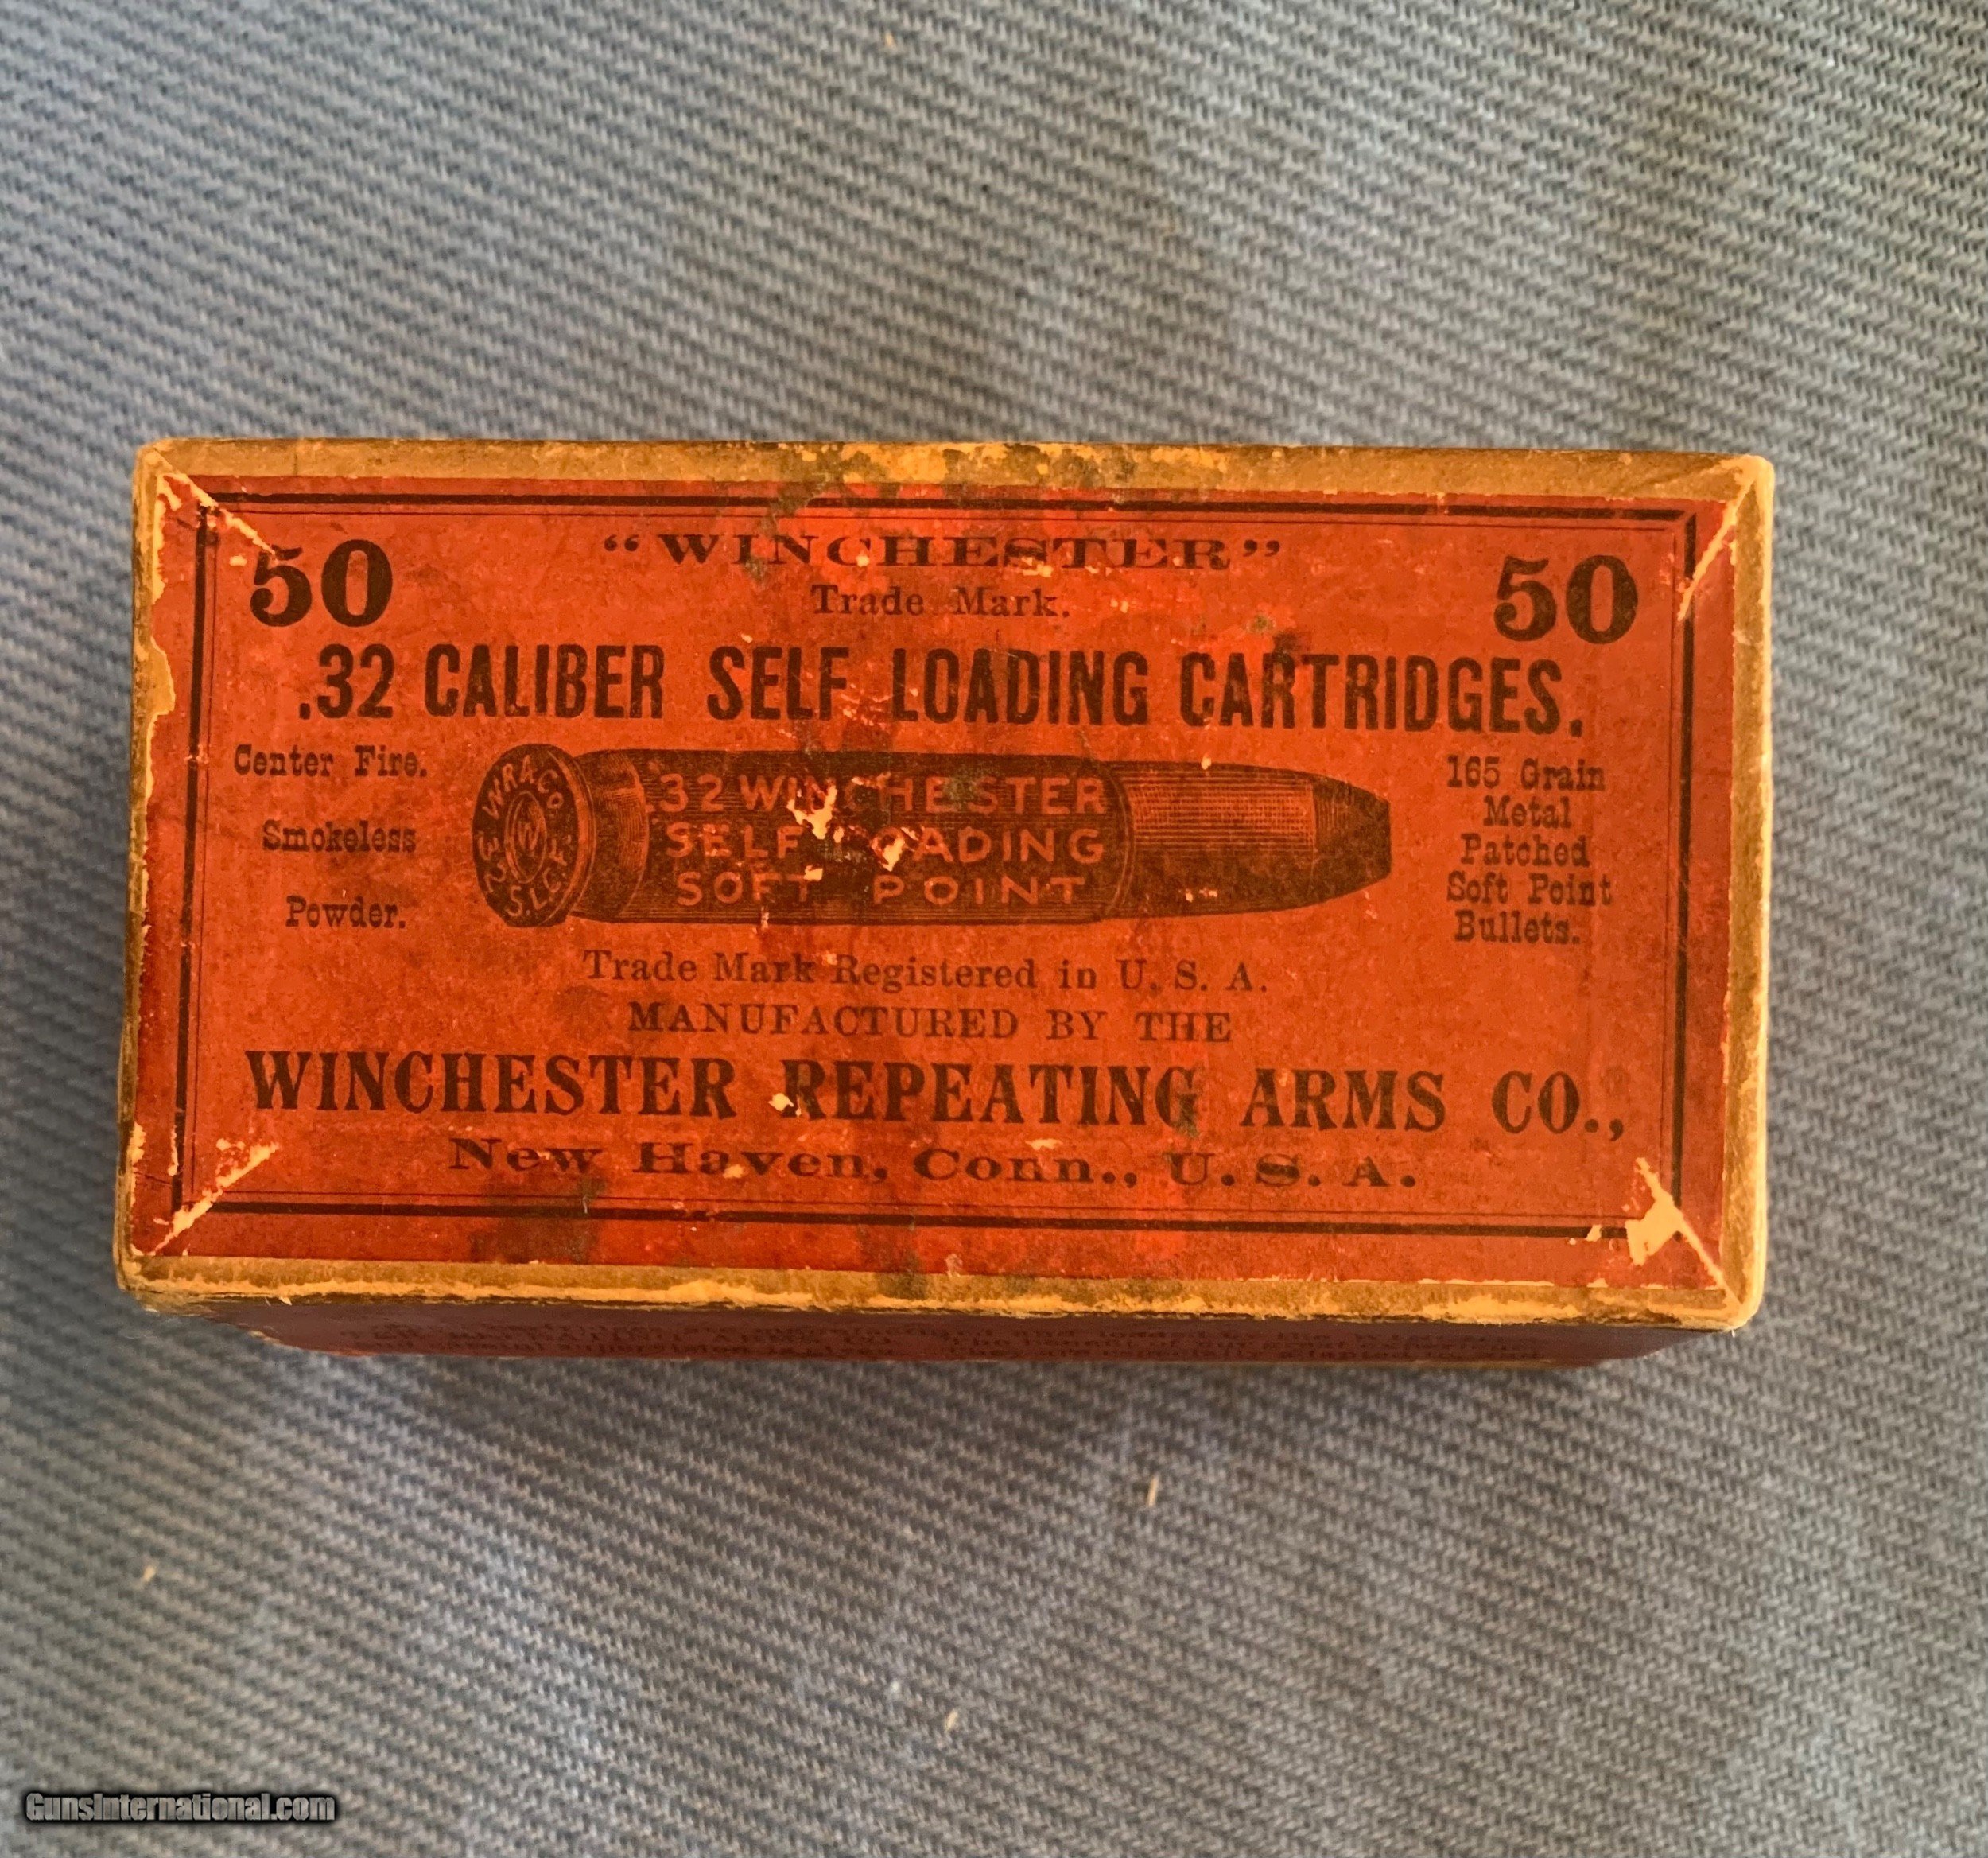 50 "WINCHESTER" 50
Trade Mark.
.32 CALIBER SELF LOADING CARTRIDGES.
Center Fire.
Smokeless
Powder.
W.R.A.CO.
W
.32 S.L.C.F.
.32 WINCHESTER
SELF LOADING
SOFT POINT
165 Grain
Metal
Patched
Soft Point
Bullets.
Trade Mark Registered in U. S. A.
MANUFACTURED BY THE
WINCHESTER REPEATING ARMS CO.,
New Haven, Conn., U. S. A.
GunsInternational.com